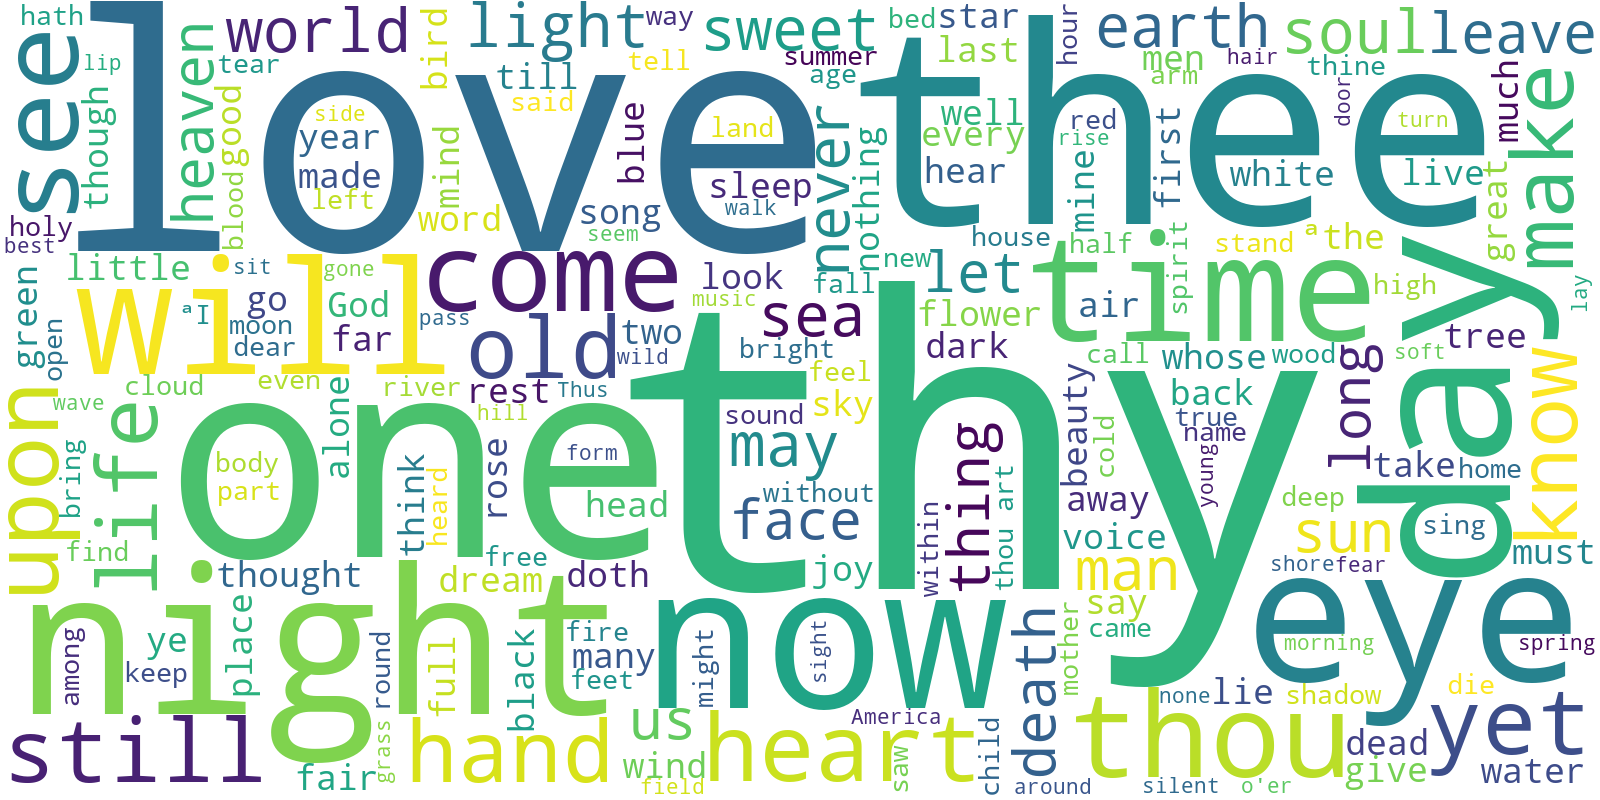 hath
see
love
thee
world
light
way
sweet
bed
star
hour
earth
soul
leave
lip
tear
bird
till
tell
summer
last
men
hair
thine
though
heaven
good
said
age
arm
much
make
side
year
mind
blue
land
never
well
every
red
rise
first
door
turn
made
left
blood
word
song
sleep
walk
nothing
hear
mine
white
live
great
holy
best
seem
house
half
spirit
stand
ªthe
little
sit
gone
come
look
new
let
time
high
day
green
will
ªI
go
God
music
fall
flower
air
lay
open
moon
dear
far
pass
old
two
wild
sea
bright
dark
call
whose
wood
soft
tree
cloud
even
river
rest
Thus
feel
sky
beauty
back
long
know
wave
hill
one
thy
sound
may
true
name
upon
life
alone
rose
form
cold
take
home
bring
body
part
think
heard
head
without
face
thing
thou art
away
young
deep
sun
sing
find
free
within
voice
must
thought
dream
doth
joy
man
shore
fear
night
now
eye
say
came
among
ye
keep
place
round
full
black
fire
many
feet
might
sight
death
mother
morning
spring
still
us
none
lie
shadow
die
fair
grass
hand
wind
field
heart
America
saw
child
around
thou
silent
o'er
dead
give
yet
water